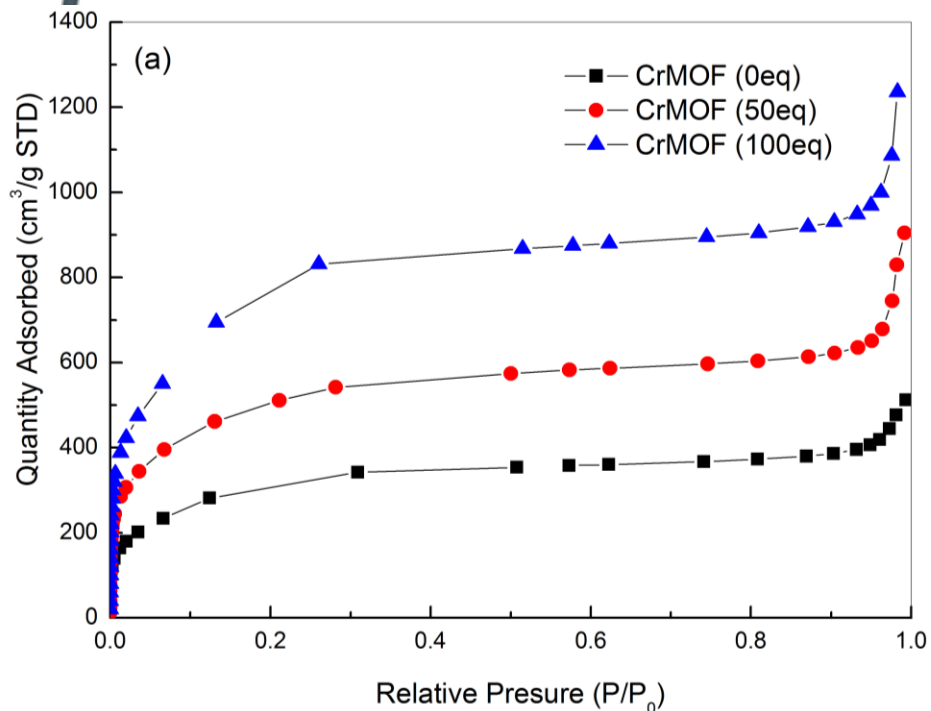 (a)
CrMOF (0eq)
CrMOF (50eq)
CrMOF (100eq)
Quantity Adsorbed (cm³/g STD)
1400
1200
1000
800
600
400
200
0
0.0 0.2 0.4 0.6 0.8 1.0
Relative Presure (P/P₀)